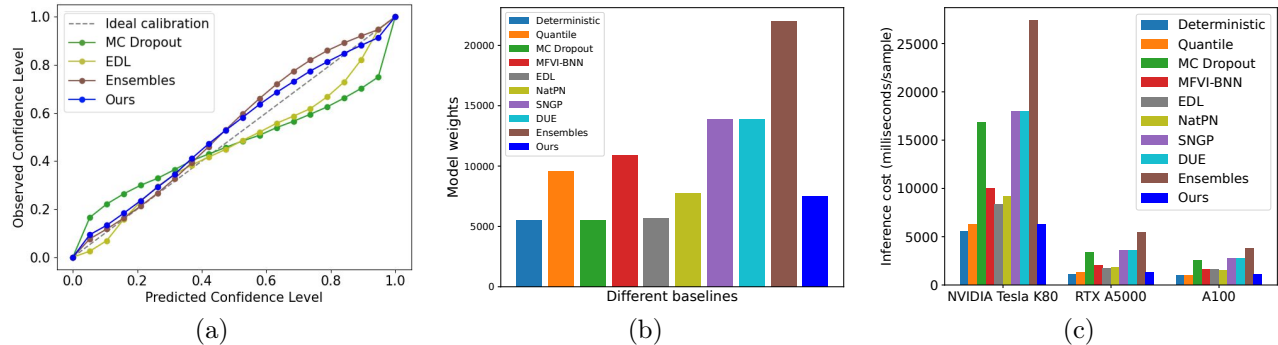 1.0
0.8
0.6
0.4
0.2
0.0
Observed Confidence Level
Ideal calibration
MC Dropout
EDL
Ensembles
Ours
0.0 0.2 0.4 0.6 0.8 1.0
Predicted Confidence Level
(a)
20000
15000
10000
5000
0
Model weights
Deterministic
Quantile
MC Dropout
MFVI-BNN
EDL
NatPN
SNGP
DUE
Ensembles
Ours
Different baselines
(b)
25000
20000
15000
10000
5000
0
Inference cost (milliseconds/sample)
Deterministic
Quantile
MC Dropout
MFVI-BNN
EDL
NatPN
SNGP
DUE
Ensembles
Ours
NVIDIA Tesla K80 RTX A5000 A100
(c)